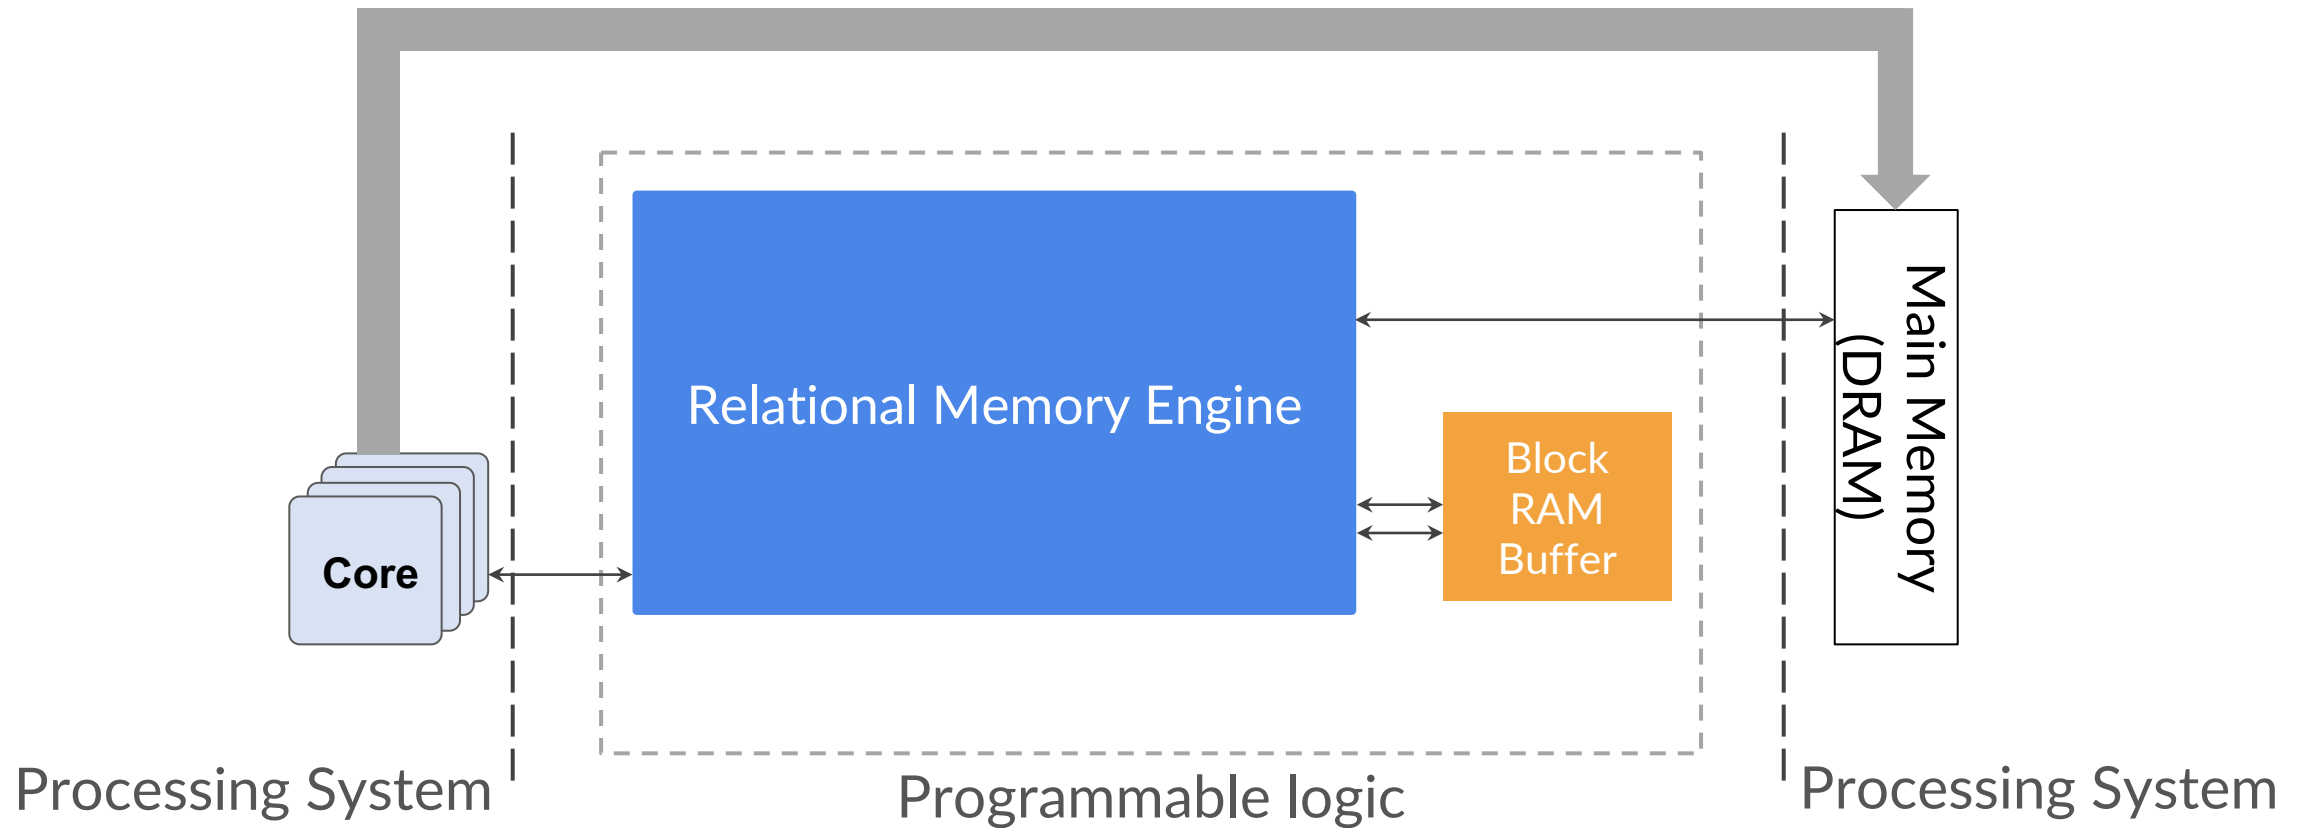 Relational Memory Engine
Block
RAM
Buffer
Core
Main Memory
(DRAM)
Processing System
Programmable logic
Processing System